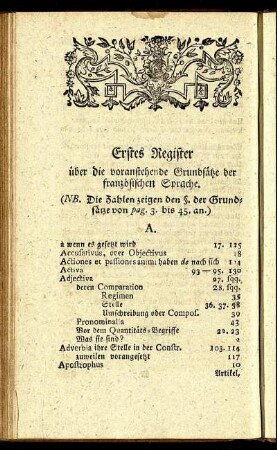 Erstes Register
über die voranstehende Grundsätze der
französischen Sprache.
(NB. Die Zahlen zeigen den §. der Grund-
sätze von pag. 3. bis 45. an.)
A.
à wenn es gesetzt wird 17. 125
Accusativus, oder Objectivus 18
Actiones et passiones animi haben de nach sich 124
Activa 93 — 95. 130
Adjectiva 27. sqq.
deren Comparation 28. sqq.
Regimen 35
Stelle 36. 37. 38
Umschreibung oder Compos. 39
Pronominalia 43
Vor dem Quantitäts-Begriffe 22. 23
Was sie sind? 2
Adverbia ihre Stelle in der Constr. 103. 114
zuweilen vorangesetzt 117
Apostrophus 10
Artikel,